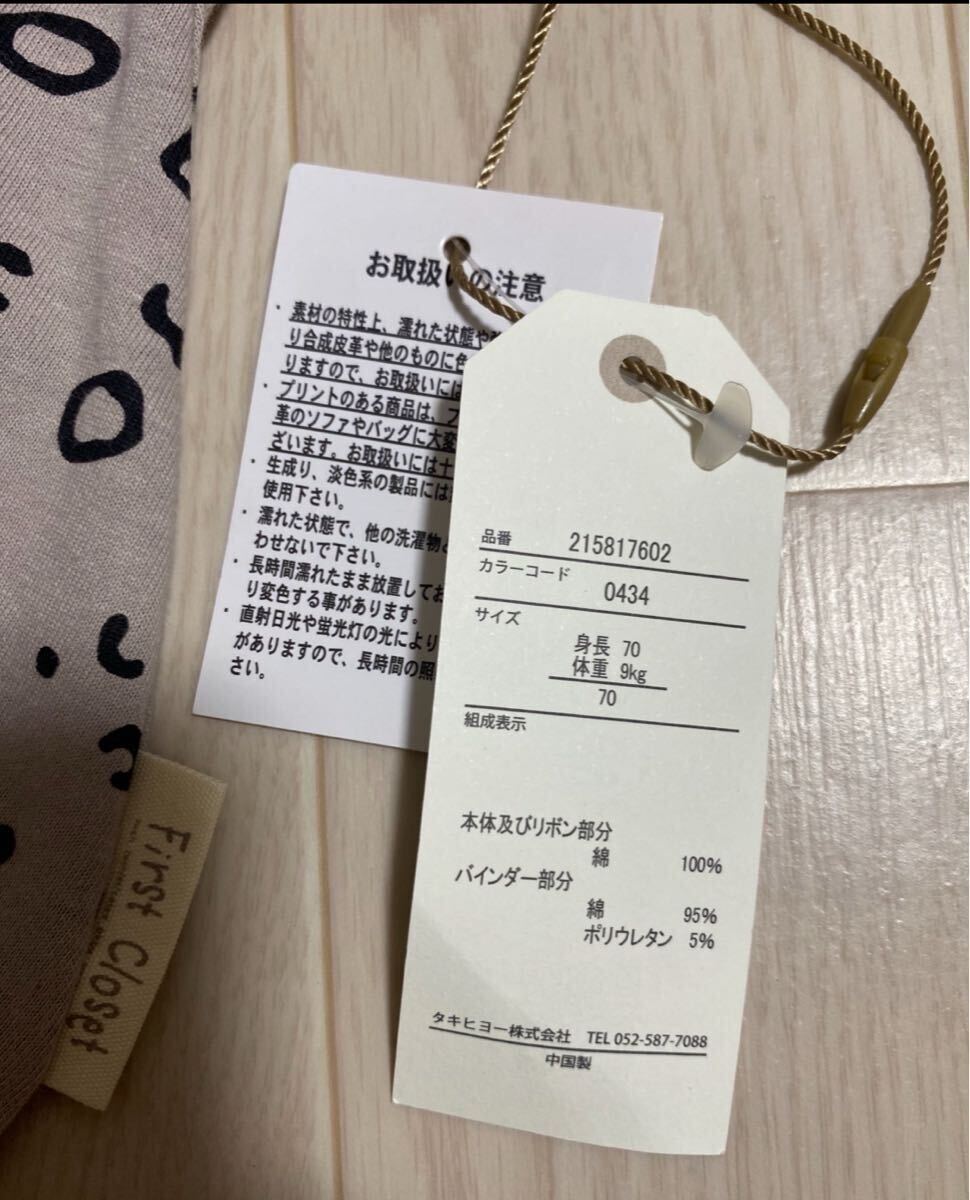 お取扱いの注意
・素材の特性上、濡れた状態や
り合成皮革や他のものに色
りますので、お取扱いには
・プリントのある商品は、
革のソファやバッグに大変
ざいます。お取扱いには十
・生成り、淡色系の製品には
使用下さい。
・濡れた状態で、他の洗濯物
わせないで下さい。
・長時間濡れたまま放置してお
り変色する事があります。
・直射日光や蛍光灯の光により
がありますので、長時間の照
さい。
品番 215817602
カラーコード 0434
サイズ
身長 70
体重 9kg
70
組成表示
本体及びリボン部分
綿 100%
バインダー部分
綿 95%
ポリウレタン 5%
タキヒヨー株式会社 TEL 052-587-7088
中国製
First Closet